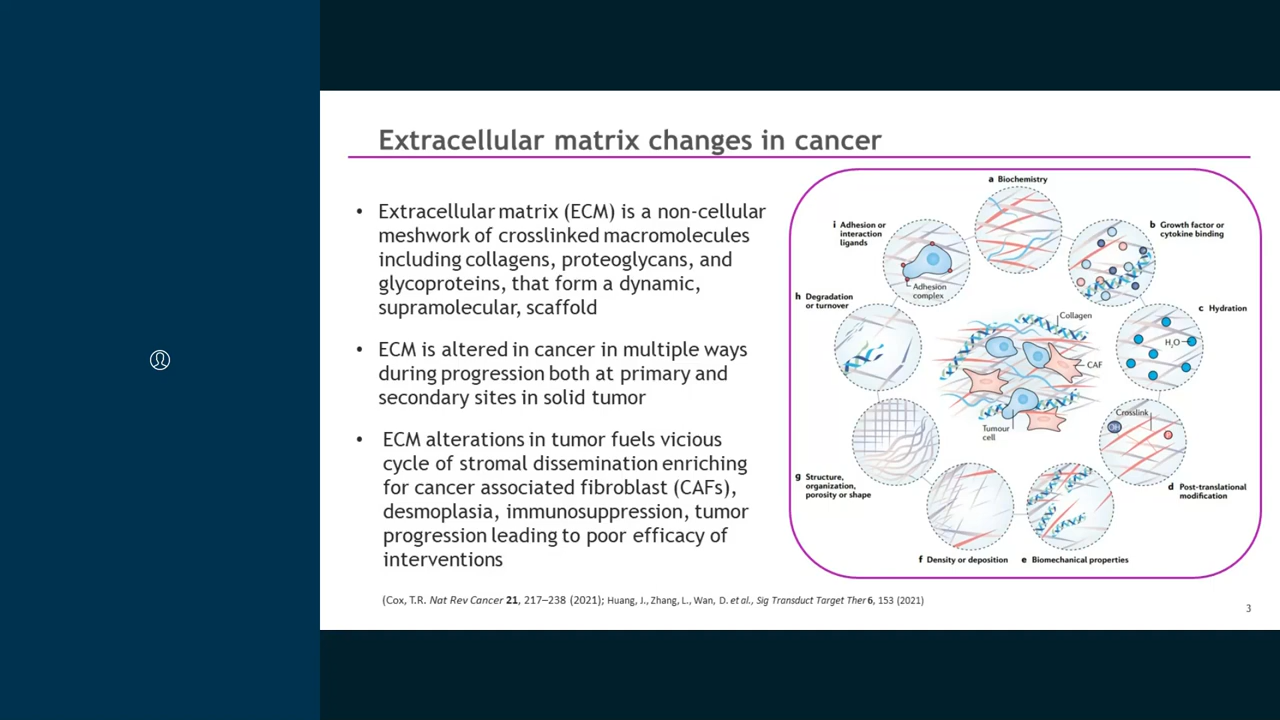 Extracellular matrix changes in cancer
• Extracellular matrix (ECM) is a non-cellular
meshwork of crosslinked macromolecules
including collagens, proteoglycans, and
glycoproteins, that form a dynamic,
supramolecular, scaffold
• ECM is altered in cancer in multiple ways
during progression both at primary and
secondary sites in solid tumor
• ECM alterations in tumor fuels vicious
cycle of stromal dissemination enriching
for cancer associated fibroblast (CAFs),
desmoplasia, immunosuppression, tumor
progression leading to poor efficacy of
interventions
a Biochemistry
b Growth factor or
cytokine binding
c Hydration
H₂O
Crosslink
OH
d Post-translational
modification
e Biomechanical properties
f Density or deposition
g Structure,
organization,
porosity or shape
h Degradation
or turnover
i Adhesion or
interaction
ligands
Adhesion
complex
Collagen
CAF
Tumour
cell
(Cox, T.R. Nat Rev Cancer 21, 217–238 (2021); Huang, J., Zhang, L., Wan, D. et al., Sig Transduct Target Ther 6, 153 (2021)
3